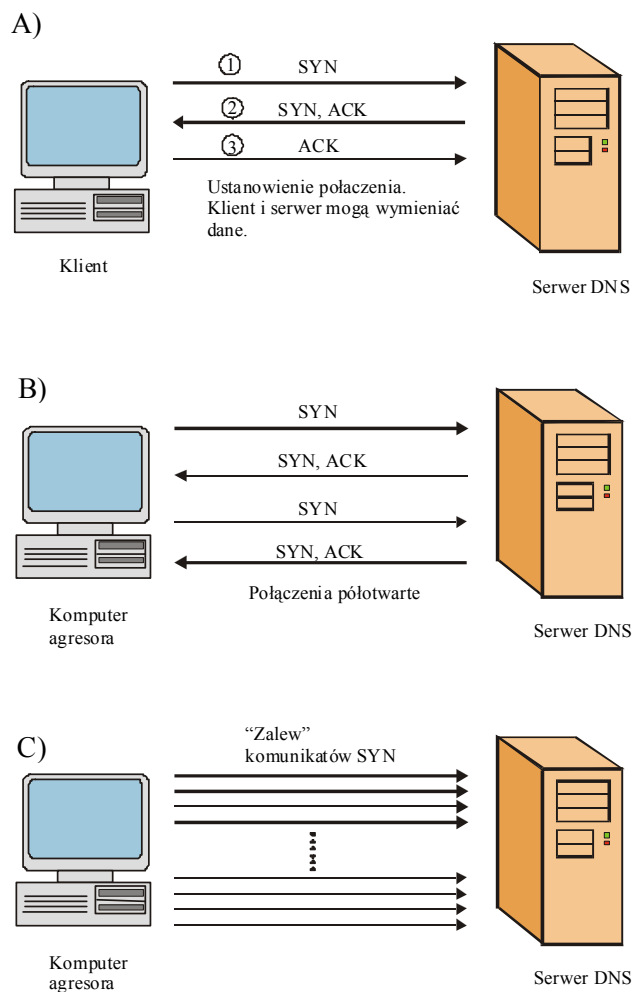 A)
1 SYN
2 SYN, ACK
3 ACK
Ustanowienie połaczenia.
Klient i serwer mogą wymieniać
dane.
Klient
Serwer DNS
B)
SYN
SYN, ACK
SYN
SYN, ACK
Połączenia półotwarte
Komputer
agresora
Serwer DNS
C)
“Zalew”
komunikatów SYN
Komputer
agresora
Serwer DNS